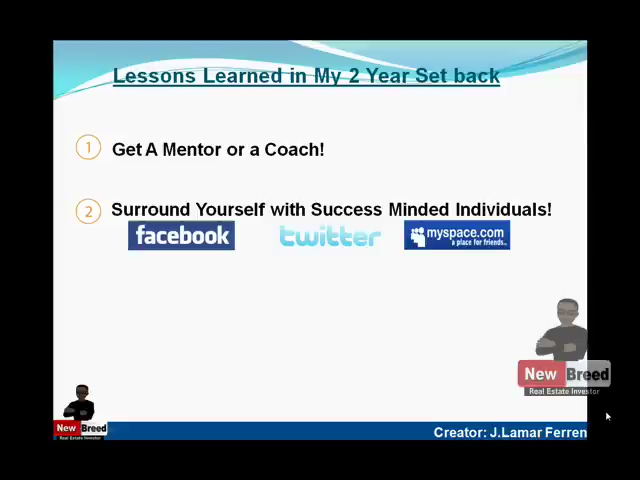 Lessons Learned in My 2 Year Set back
1 Get A Mentor or a Coach!
2 Surround Yourself with Success Minded Individuals!
facebook twitter myspace.com
a place for friends
New Breed
Real Estate Investor
New Breed
Real Estate Investor
Creator: J.Lamar Ferren